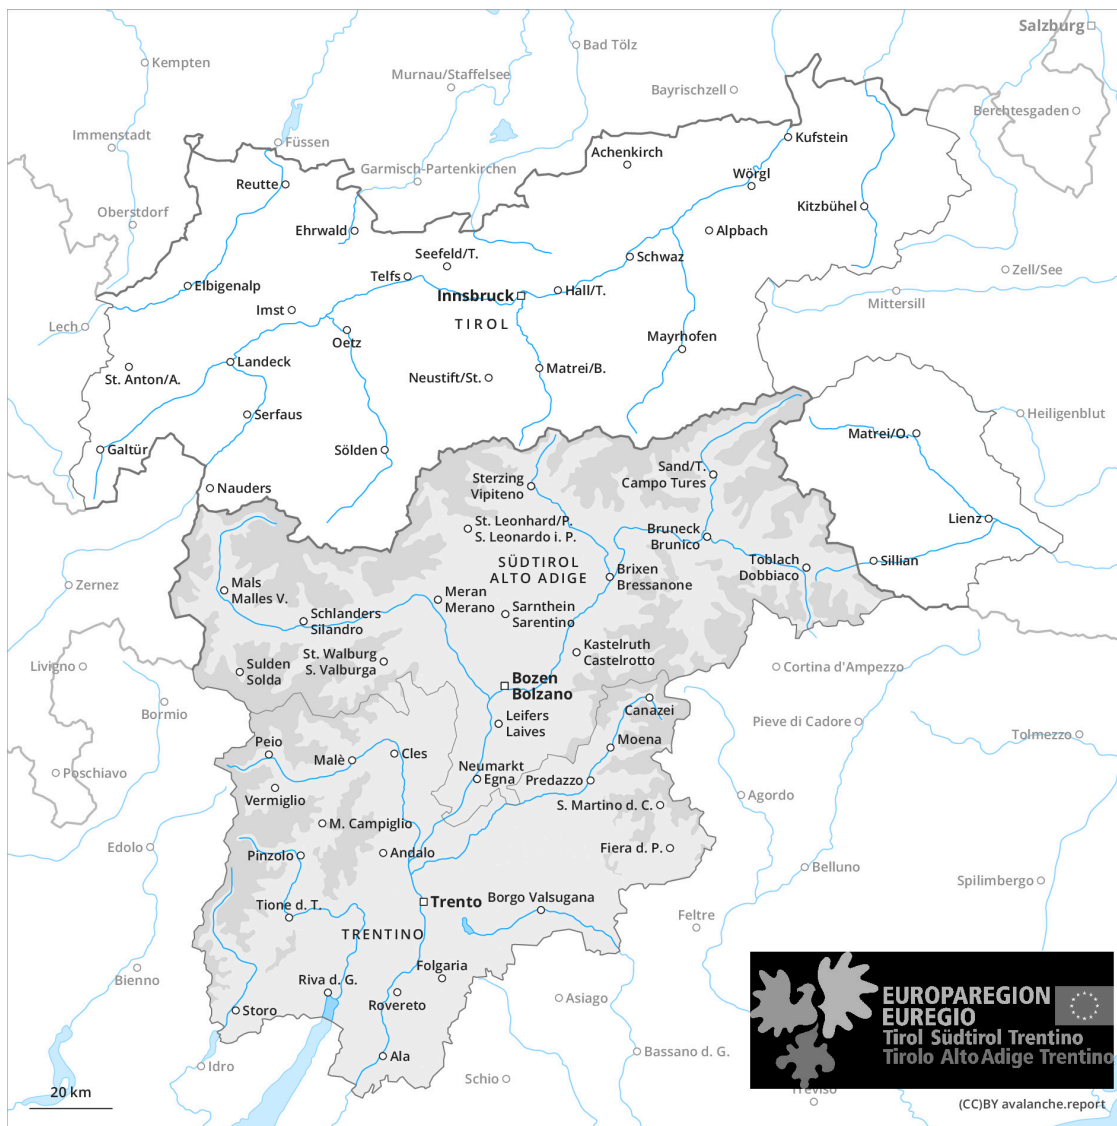 Salzburg
Bad Tölz
Kempten
Murnau/Staffelsee
Bayrischzell
Berchtesgaden
Immenstadt
Füssen
Kufstein
Achenkirch
Garmisch-Partenkirchen
Wörgl
Reutte
Kitzbühel
Oberstdorf
Ehrwald
Alpbach
Seefeld/T.
Schwaz
Zell/See
Telfs
Elbigenalp
Innsbruck
Hall/T.
Mittersill
Imst
TIROL
Lech
Oetz
Mayrhofen
Landeck
Matrei/B.
St. Anton/A.
Neustift/St.
Serfaus
Heiligenblut
Matrei/O.
Galtür
Sölden
Sand/T.
Campo Tures
Sterzing
Vipiteno
Nauders
St. Leonhard/P.
S. Leonardo i. P.
Bruneck
Brunico
Lienz
SÜDTIROL
ALTO ADIGE
Toblach
Dobbiaco
Sillian
Brixen
Bressanone
Zernez
Mals
Malles V.
Meran
Merano
Schlanders
Silandro
Sarnthein
Sarentino
Kastelruth
Castelrotto
St. Walburg
S. Valburga
Livigno
Sulden
Solda
Cortina d'Ampezzo
Bozen
Bolzano
Canazei
Bormio
Leifers
Laives
Pieve di Cadore
Tolmezzo
Moena
Peio
Malè
Cles
Neumarkt
Egna
Predazzo
Poschiavo
Vermiglio
S. Martino d. C.
Agordo
M. Campiglio
Edolo
Pinzolo
Andalo
Fiera d. P.
Belluno
Spilimbergo
Trento
Borgo Valsugana
Tione d. T.
Feltre
TRENTINO
Bienno
Folgaria
Riva d. G.
Rovereto
Asiago
Storo
Ala
Idro
Bassano d. G.
Schio
Treviso
EUROPAREGION
EUREGIO
Tirol Südtirol Trentino
Tirolo Alto Adige Trentino
20 km
(CC)BY avalanche.report